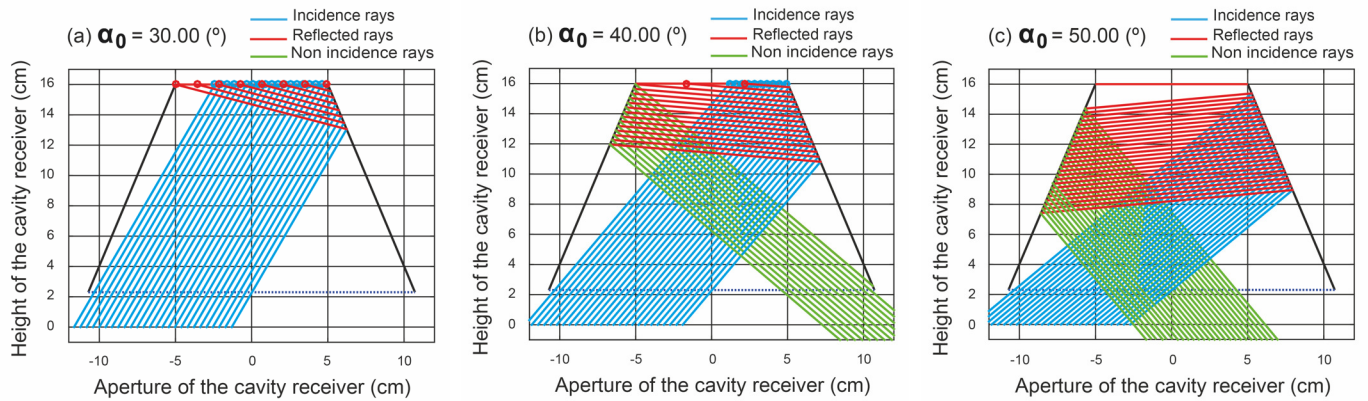 Incidence rays
Reflected rays
Non incidence rays
(a) α₀ = 30.00 (º)
Height of the cavity receiver (cm)
16
14
12
10
8
6
4
2
0
-10
-5
0
5
10
Aperture of the cavity receiver (cm)
Incidence rays
Reflected rays
Non incidence rays
(b) α₀ = 40.00 (º)
Height of the cavity receiver (cm)
16
14
12
10
8
6
4
2
0
-10
-5
0
5
10
Aperture of the cavity receiver (cm)
Incidence rays
Reflected rays
Non incidence rays
(c) α₀ = 50.00 (º)
Height of the cavity receiver (cm)
16
14
12
10
8
6
4
2
0
-10
-5
0
5
10
Aperture of the cavity receiver (cm)